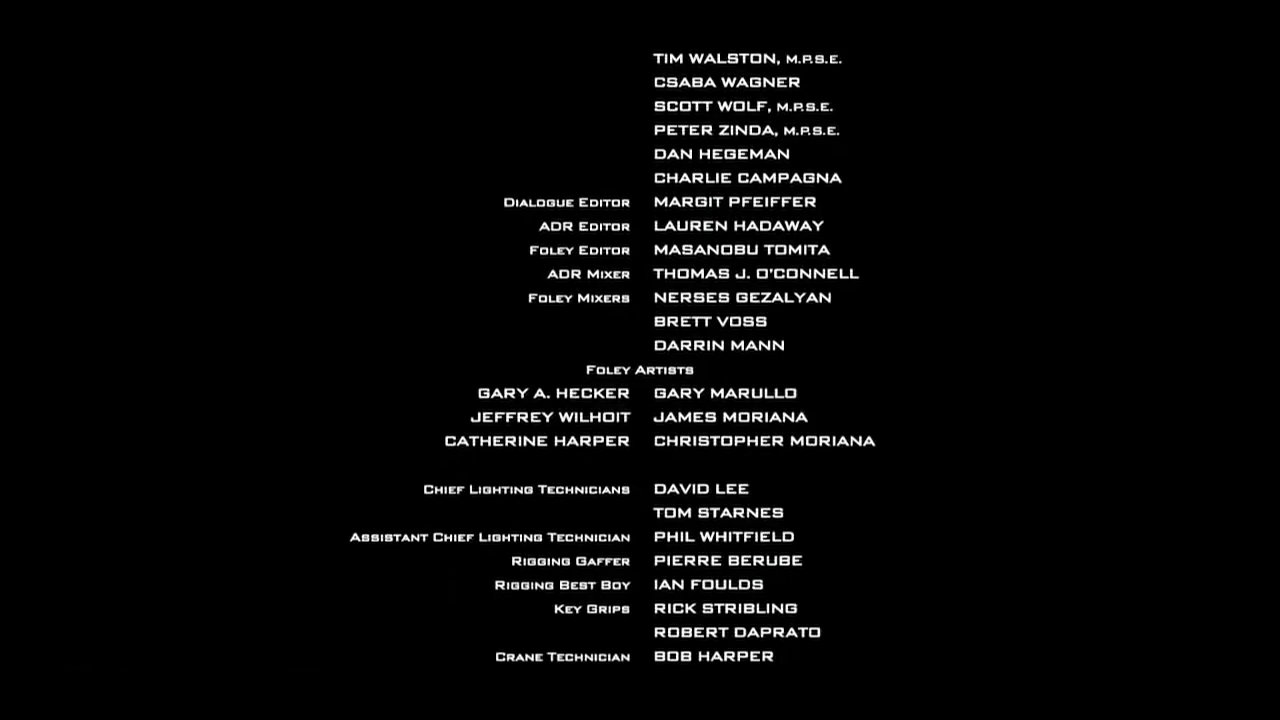 TIM WALSTON, M.P.S.E.
CSABA WAGNER
SCOTT WOLF, M.P.S.E.
PETER ZINDA, M.P.S.E.
DAN HEGEMAN
CHARLIE CAMPAGNA
DIALOGUE EDITOR MARGIT PFEIFFER
ADR EDITOR LAUREN HADAWAY
FOLEY EDITOR MASANOBU TOMITA
ADR MIXER THOMAS J. O'CONNELL
FOLEY MIXERS NERSES GEZALYAN
BRETT VOSS
DARRIN MANN
FOLEY ARTISTS
GARY A. HECKER GARY MARULLO
JEFFREY WILHOIT JAMES MORIANA
CATHERINE HARPER CHRISTOPHER MORIANA
CHIEF LIGHTING TECHNICIANS DAVID LEE
TOM STARNES
ASSISTANT CHIEF LIGHTING TECHNICIAN PHIL WHITFIELD
RIGGING GAFFER PIERRE BERUBE
RIGGING BEST BOY IAN FOULDS
KEY GRIPS RICK STRIBLING
ROBERT DAPRATO
CRANE TECHNICIAN BOB HARPER